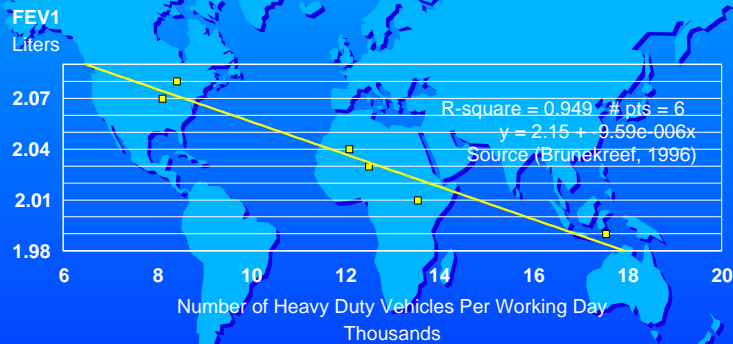 FEV1
Liters
R-square = 0.949 # pts = 6
y = 2.15 + -9.59e-006x
Source (Brunekreef, 1996)
2.07
2.04
2.01
1.98
6 8 10 12 14 16 18 20
Number of Heavy Duty Vehicles Per Working Day
Thousands